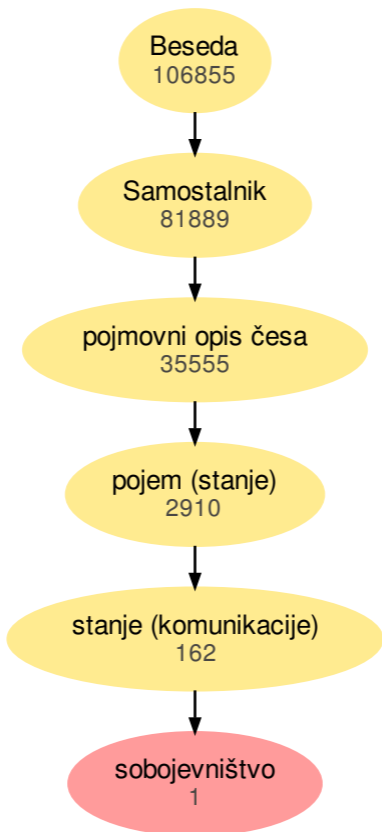 Beseda
106855
Samostalnik
81889
pojmovni opis česa
35555
pojem (stanje)
2910
stanje (komunikacije)
162
sobojevništvo
1